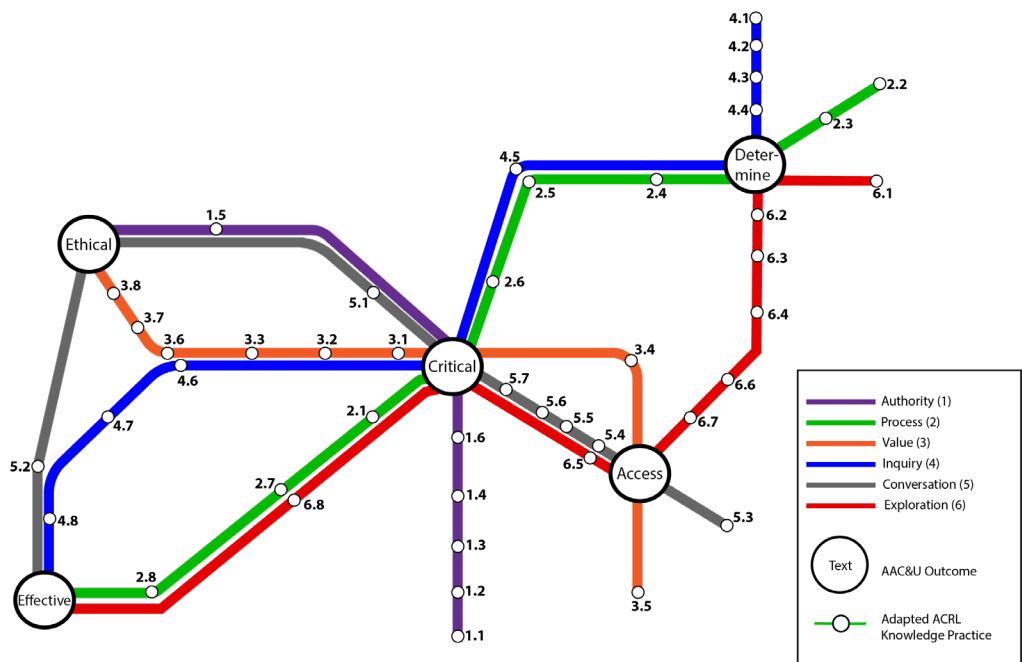 4.1
4.2
4.3
4.4
2.2
2.3
Deter-
mine
4.5
2.5
2.4
6.1
1.5
6.2
Ethical
6.3
3.8
2.6
5.1
3.7
6.4
3.6
3.3
3.2
3.1
3.4
4.6
Critical
5.7
6.6
5.6
2.1
5.5
6.7
4.7
5.4
1.6
6.5
Access
5.2
2.7
6.8
1.4
4.8
5.3
1.3
2.8
1.2
Effective
3.5
1.1
Authority (1)
Process (2)
Value (3)
Inquiry (4)
Conversation (5)
Exploration (6)
Text
AAC&U Outcome
Adapted ACRL
Knowledge Practice